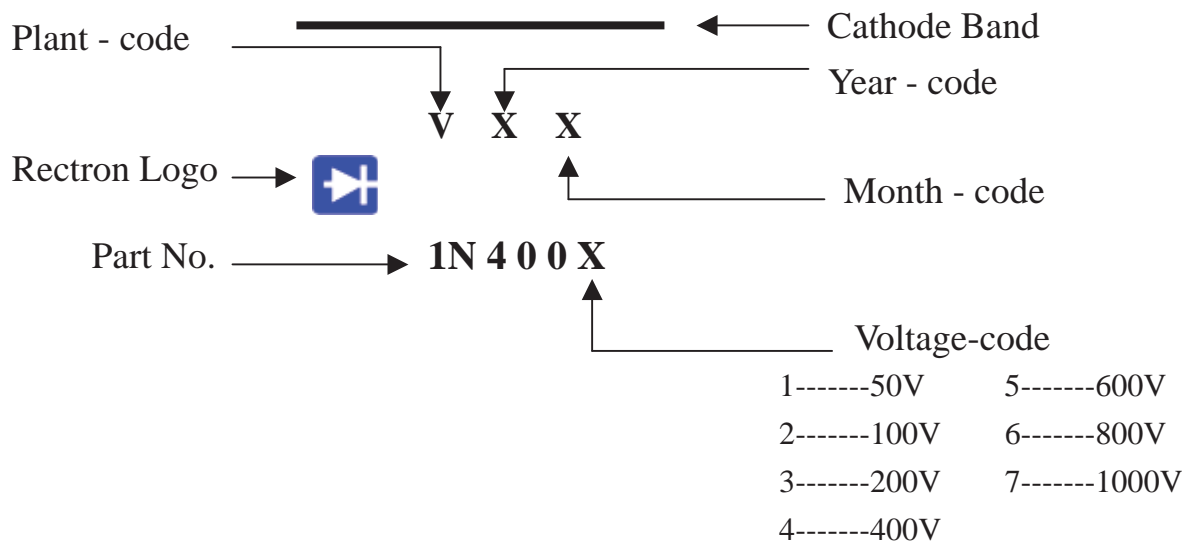 Plant - code
Cathode Band
Year - code
V X X
Rectron Logo
Month - code
Part No.
1N 4 0 0 X
Voltage-code
1-------50V 5-------600V
2-------100V 6-------800V
3-------200V 7-------1000V
4-------400V